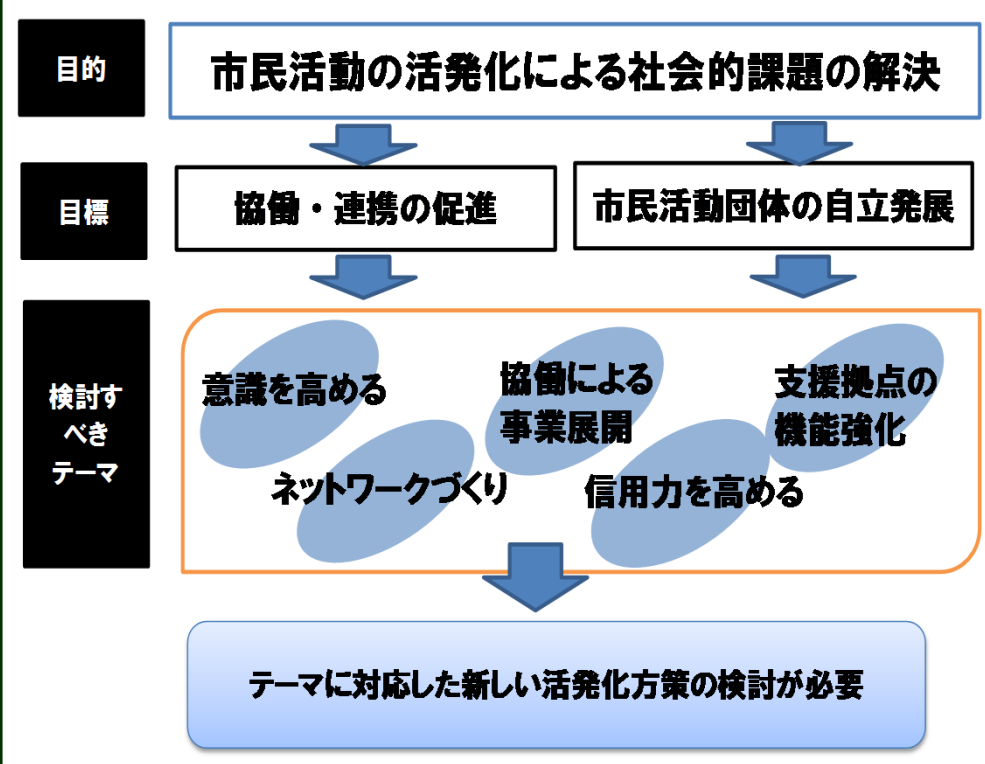 目的
市民活動の活発化による社会的課題の解決
目標
協働・連携の促進
市民活動団体の自立発展
検討す
べき
テーマ
意識を高める
協働による
事業展開
支援拠点の
機能強化
ネットワークづくり
信用力を高める
テーマに対応した新しい活発化方策の検討が必要